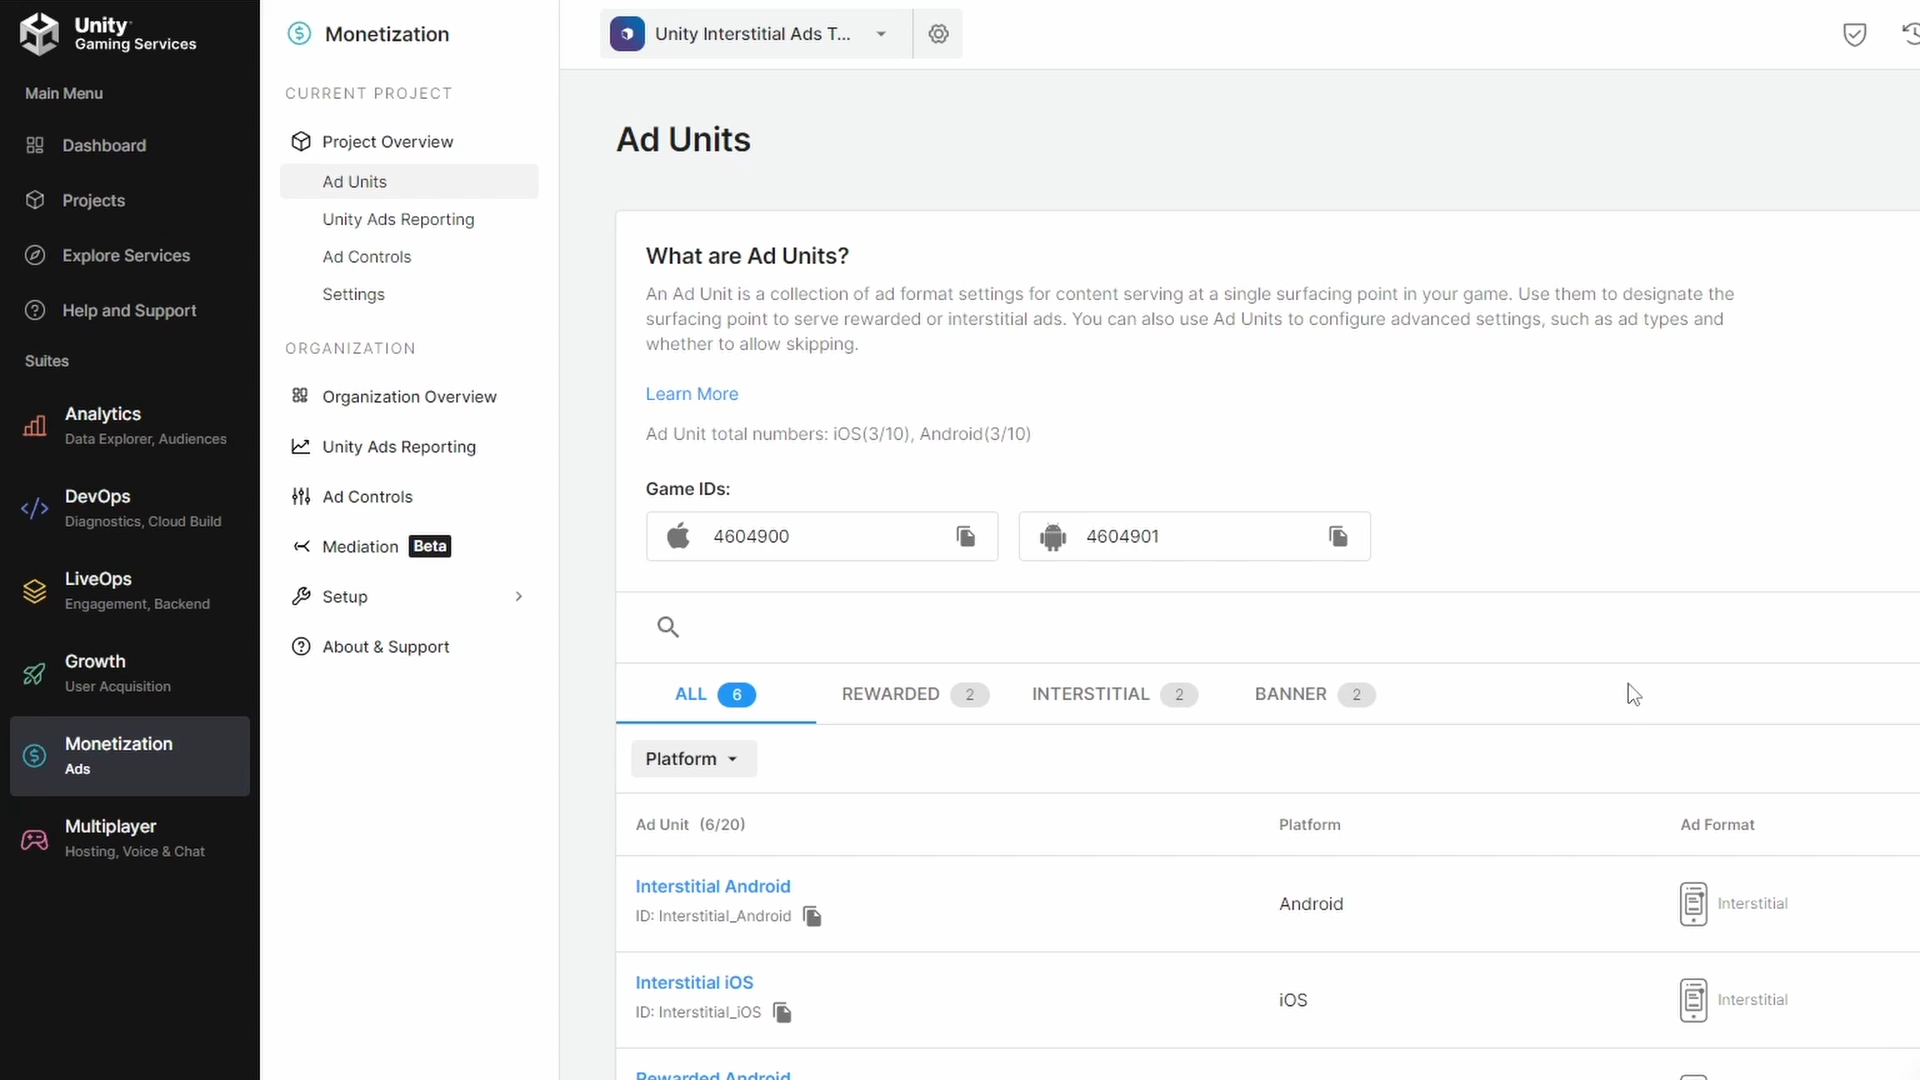 Unity
Gaming Services
Main Menu
Dashboard
Projects
Explore Services
Help and Support
Suites
Analytics
Data Explorer, Audiences
DevOps
Diagnostics, Cloud Build
LiveOps
Engagement, Backend
Growth
User Acquisition
Monetization
Ads
Multiplayer
Hosting, Voice & Chat
Monetization
CURRENT PROJECT
Project Overview
Ad Units
Unity Ads Reporting
Ad Controls
Settings
ORGANIZATION
Organization Overview
Unity Ads Reporting
Ad Controls
Mediation Beta
Setup
About & Support
Unity Interstitial Ads T...
Ad Units
What are Ad Units?
An Ad Unit is a collection of ad format settings for content serving at a single surfacing point in your game. Use them to designate the
surfacing point to serve rewarded or interstitial ads. You can also use Ad Units to configure advanced settings, such as ad types and
whether to allow skipping.
Learn More
Ad Unit total numbers: iOS(3/10), Android(3/10)
Game IDs:
4604900 4604901
ALL 6 REWARDED 2 INTERSTITIAL 2 BANNER 2
Platform
Ad Unit (6/20) Platform Ad Format
Interstitial Android
ID: Interstitial_Android
Android Interstitial
Interstitial iOS
ID: Interstitial_iOS
iOS Interstitial
Rewarded Android